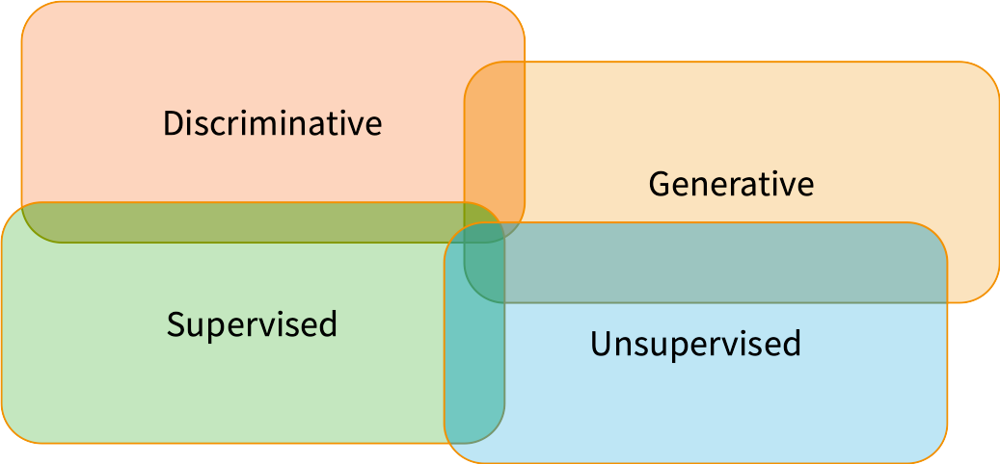 Discriminative
Generative
Supervised
Unsupervised